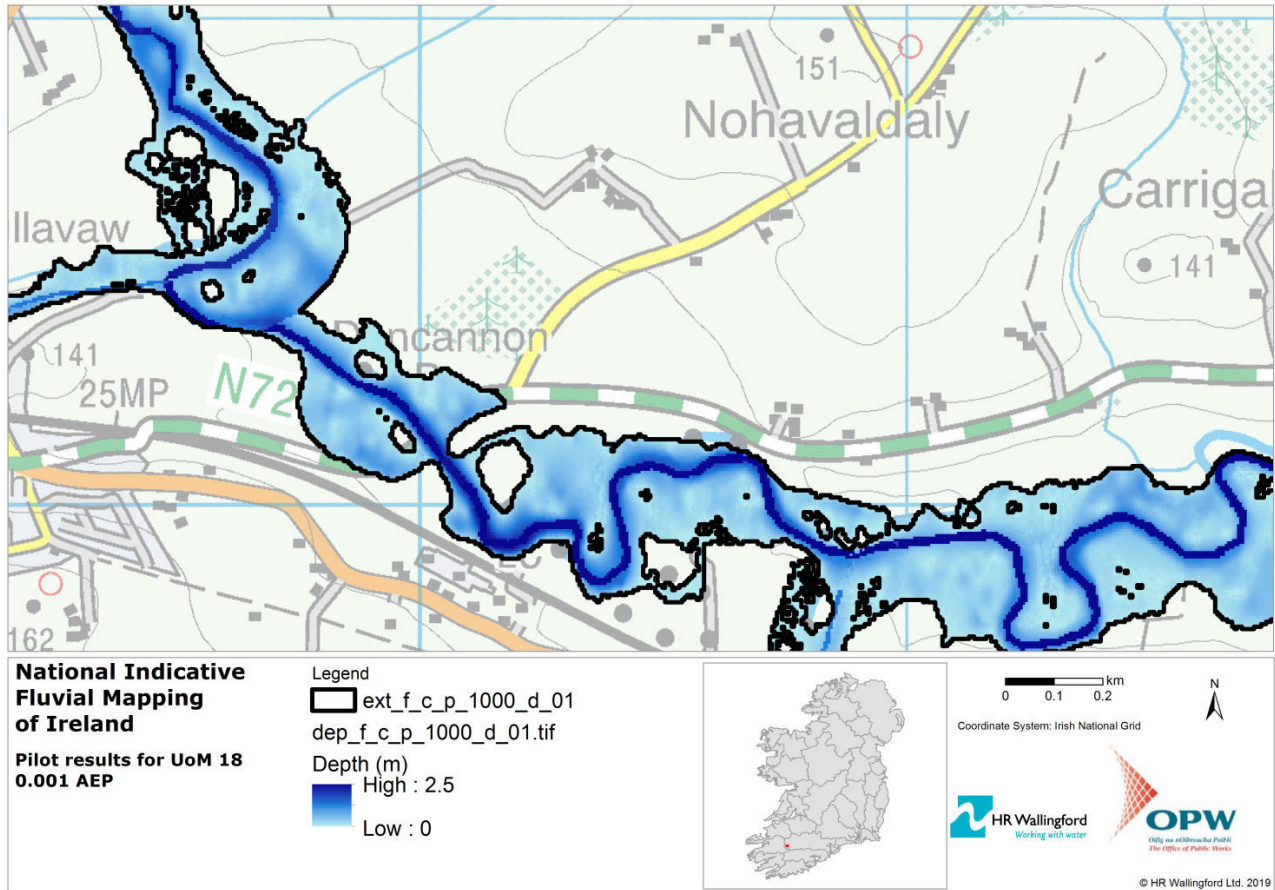 151
Nohavaldaly
Carriga
llavaw
141
141
25MP
N72
162
National Indicative
Fluvial Mapping
of Ireland
Pilot results for UoM 18
0.001 AEP
Legend
ext_f_c_p_1000_d_01
dep_f_c_p_1000_d_01.tif
Depth (m)
High : 2.5
Low : 0
km
0 0.1 0.2
N
Coordinate System: Irish National Grid
HR Wallingford
Working with water
OPW
Oifig na nOibreacha Poiblí
The Office of Public Works
© HR Wallingford Ltd. 2019